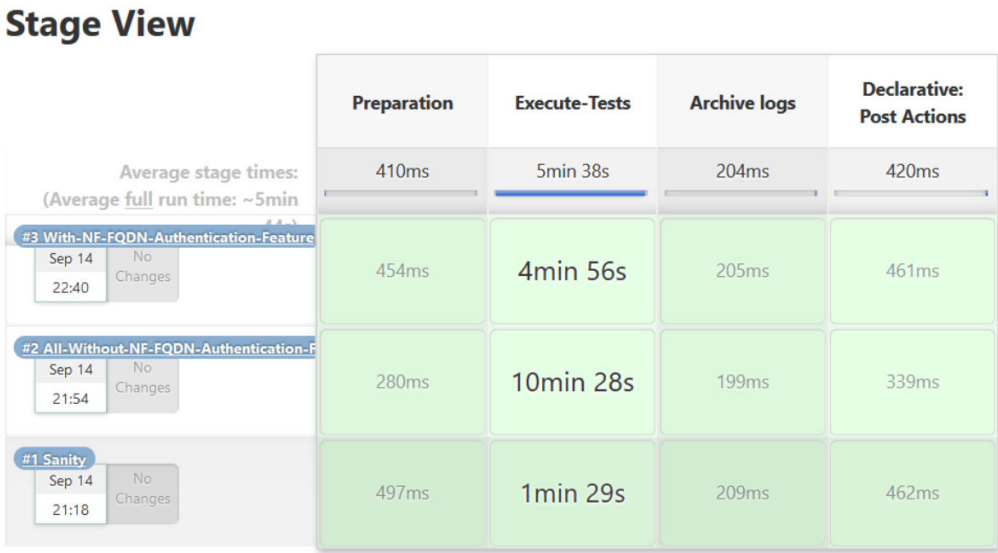 Stage View
Preparation
Execute-Tests
Archive logs
Declarative:
Post Actions
Average stage times:
(Average full run time: ~5min
44s)
410ms
5min 38s
204ms
420ms
#3 With-NF-FQDN-Authentication-Feature
Sep 14
22:40
No
Changes
454ms
4min 56s
205ms
461ms
#2 All-Without-NF-FQDN-Authentication-F
Sep 14
21:54
No
Changes
280ms
10min 28s
199ms
339ms
#1 Sanity
Sep 14
21:18
No
Changes
497ms
1min 29s
209ms
462ms